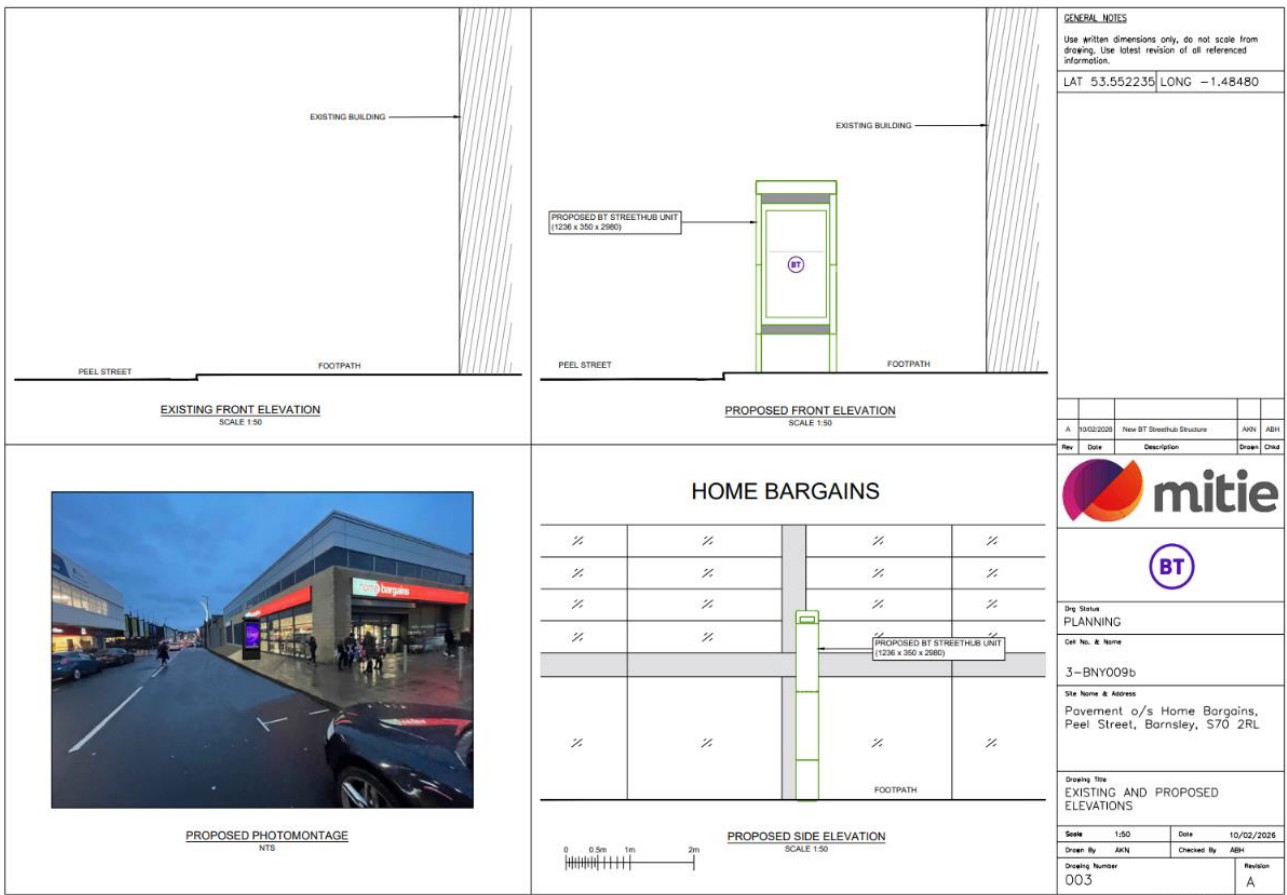 EXISTING BUILDING
PEEL STREET
FOOTPATH
EXISTING FRONT ELEVATION
SCALE 1:50
EXISTING BUILDING
PROPOSED BT STREETHUB UNIT
(1236 x 350 x 2980)
BT
PEEL STREET
FOOTPATH
PROPOSED FRONT ELEVATION
SCALE 1:50
bargains
PROPOSED PHOTOMONTAGE
NTS
HOME BARGAINS
PROPOSED BT STREETHUB UNIT
(1236 x 350 x 2980)
FOOTPATH
PROPOSED SIDE ELEVATION
SCALE 1:50
0 0.5m 1m 2m
GENERAL NOTES
Use written dimensions only, do not scale from
drawing. Use latest revision of all referenced
information.
LAT 53.552235 LONG -1.48480
A 10/02/2026 New BT Streethub Structure AKN ABH
Rev Date Description Drawn Chkd
mitie
BT
Drg Status
PLANNING
Cell No. & Name
3-BNY009b
Site Name & Address
Pavement o/s Home Bargains,
Peel Street, Barnsley, S70 2RL
Drawing Title
EXISTING AND PROPOSED
ELEVATIONS
Scale 1:50 Date 10/02/2026
Drawn By AKN Checked By ABH
Drawing Number Revision
003 A